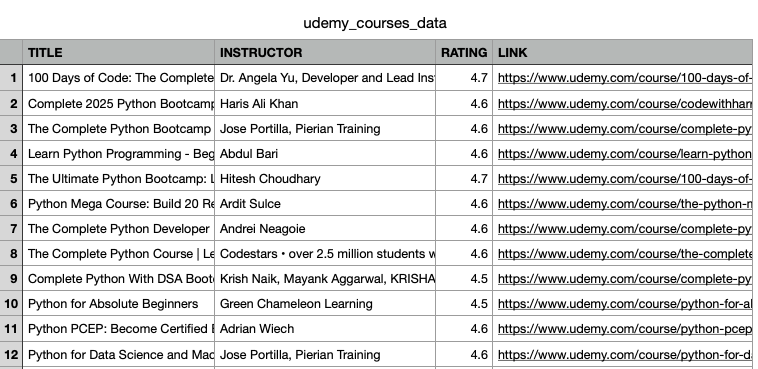 udemy_courses_data
TITLE INSTRUCTOR RATING LINK
1 100 Days of Code: The Complete Dr. Angela Yu, Developer and Lead Ins 4.7 https://www.udemy.com/course/100-days-of-
2 Complete 2025 Python Bootcamp Haris Ali Khan 4.6 https://www.udemy.com/course/codewithharr
3 The Complete Python Bootcamp Jose Portilla, Pierian Training 4.6 https://www.udemy.com/course/complete-py
4 Learn Python Programming - Beg Abdul Bari 4.6 https://www.udemy.com/course/learn-python
5 The Ultimate Python Bootcamp: L Hitesh Choudhary 4.7 https://www.udemy.com/course/100-days-of-
6 Python Mega Course: Build 20 Re Ardit Sulce 4.6 https://www.udemy.com/course/the-python-m
7 The Complete Python Developer Andrei Neagoie 4.6 https://www.udemy.com/course/complete-py
8 The Complete Python Course | Le Codestars • over 2.5 million students w 4.6 https://www.udemy.com/course/the-complete
9 Complete Python With DSA Boot Krish Naik, Mayank Aggarwal, KRISHA 4.5 https://www.udemy.com/course/complete-py
10 Python for Absolute Beginners Green Chameleon Learning 4.5 https://www.udemy.com/course/python-for-a
11 Python PCEP: Become Certified E Adrian Wiech 4.6 https://www.udemy.com/course/python-pcep
12 Python for Data Science and Mac Jose Portilla, Pierian Training 4.6 https://www.udemy.com/course/python-for-d